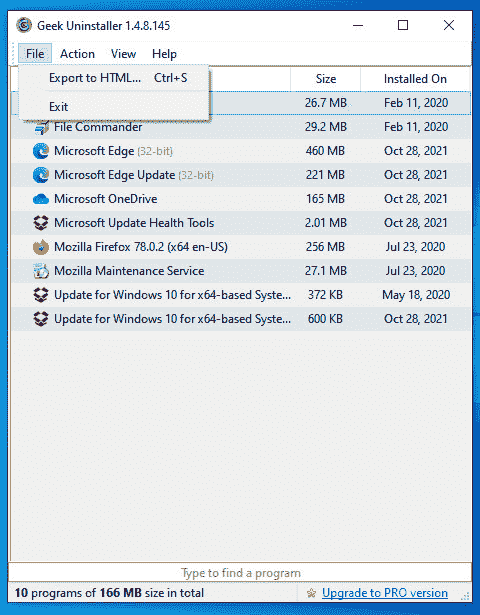 Geek Uninstaller 1.4.8.145
File Action View Help
Export to HTML... Ctrl+S
Exit
Size Installed On
26.7 MB Feb 11, 2020
File Commander 29.2 MB Feb 11, 2020
Microsoft Edge (32-bit) 460 MB Oct 28, 2021
Microsoft Edge Update (32-bit) 221 MB Oct 28, 2021
Microsoft OneDrive 165 MB Oct 28, 2021
Microsoft Update Health Tools 2.01 MB Oct 28, 2021
Mozilla Firefox 78.0.2 (x64 en-US) 256 MB Jul 23, 2020
Mozilla Maintenance Service 27.1 MB Jul 23, 2020
Update for Windows 10 for x64-based Syste... 372 KB May 18, 2020
Update for Windows 10 for x64-based Syste... 600 KB Oct 28, 2021
Type to find a program
10 programs of 166 MB size in total Upgrade to PRO version